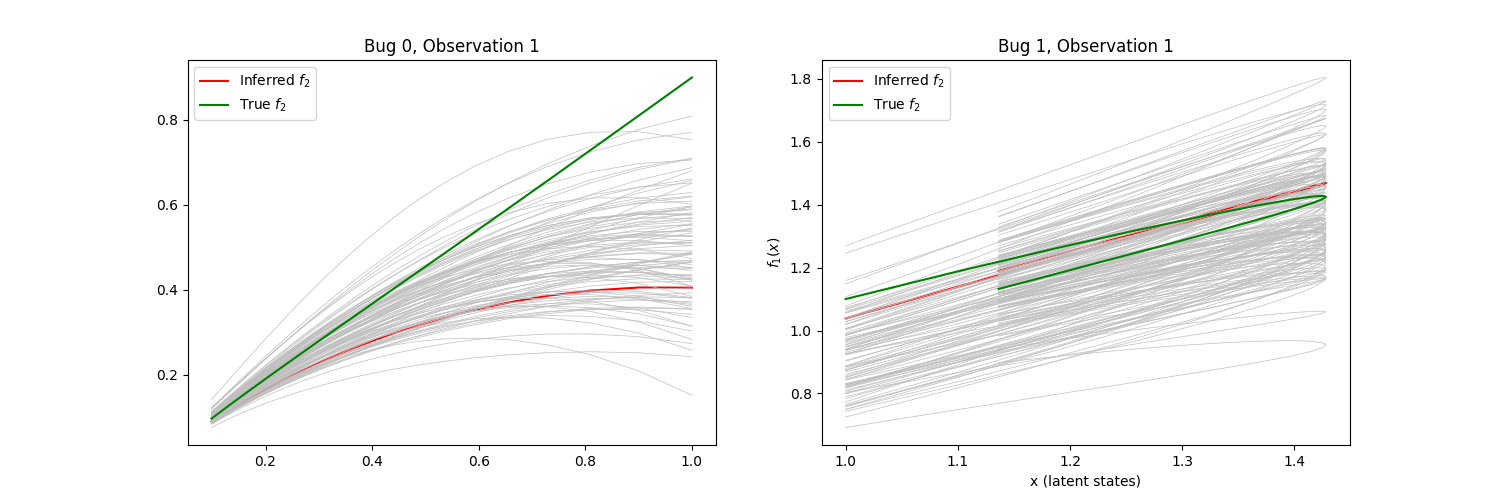 Bug 0, Observation 1
Inferred f₂
True f₂
0.8
0.6
0.4
0.2
0.2 0.4 0.6 0.8 1.0
Bug 1, Observation 1
Inferred f₂
True f₂
f₁(x)
1.8
1.6
1.4
1.2
1.0
0.8
1.0 1.1 1.2 1.3 1.4
x (latent states)